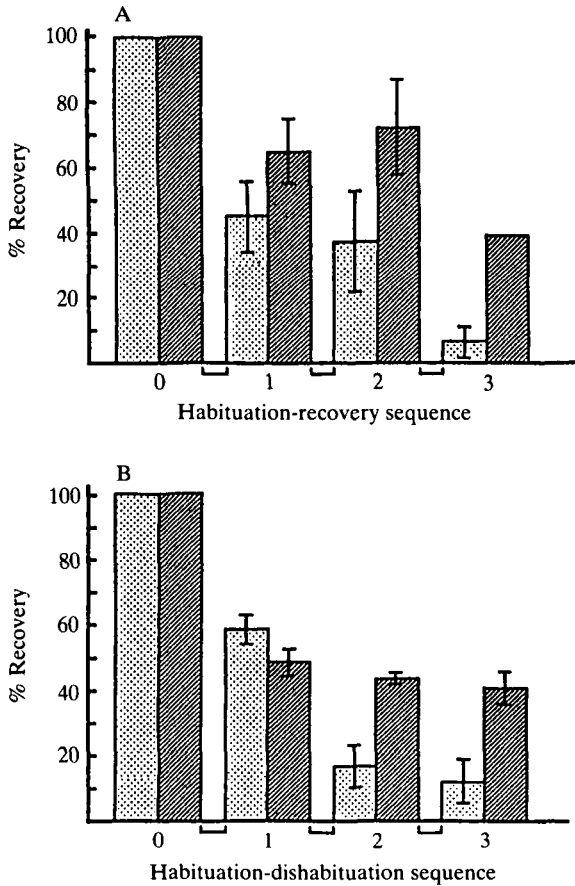 A
100
80
60
40
20
% Recovery
0 1 2 3
Habituation-recovery sequence
B
100
80
60
40
20
% Recovery
0 1 2 3
Habituation-dishabituation sequence